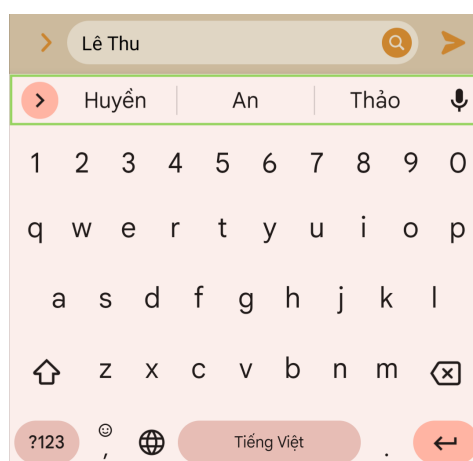 Lê Thu
Huyền An Thảo
1 2 3 4 5 6 7 8 9 0
q w e r t y u i o p
a s d f g h j k l
z x c v b n m
?123 , Tiếng Việt .